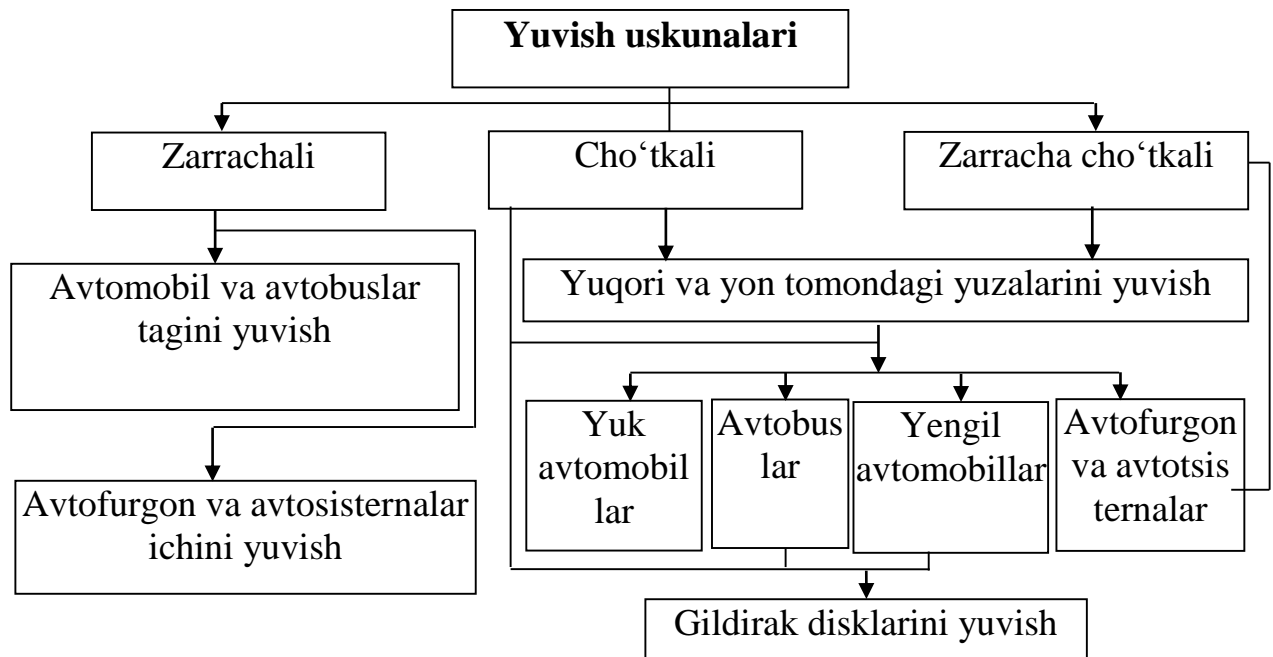 Yuvish uskunalari
Zarrachali
Cho‘tkali
Zarracha cho‘tkali
Avtomobil va avtobuslar
tagini yuvish
Yuqori va yon tomondagi yuzalarini yuvish
Yuk
avtomobil
lar
Avtobus
lar
Yengil
avtomobillar
Avtofurgon
va avtotsis
ternalar
Avtofurgon va avtosisternalar
ichini yuvish
Gildirak disklarini yuvish